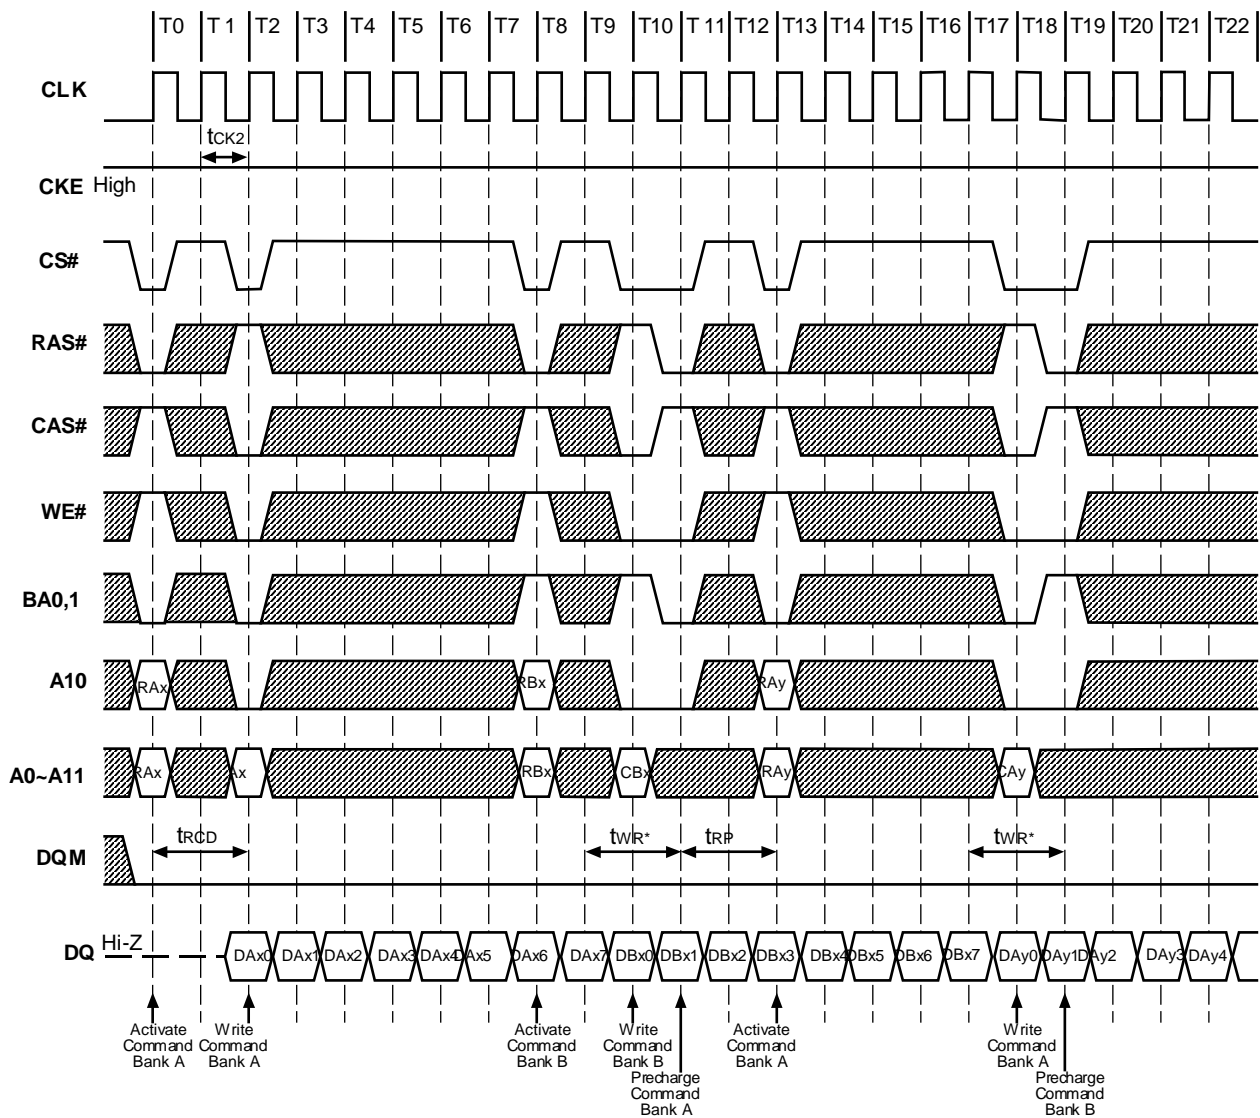 T0 T 1 T2 T3 T4 T5 T6 T7 T8 T9 T10 T 11 T12 T13 T14 T15 T16 T17 T18 T19 T20 T21 T22
CLK
tCK2
CKE High
CS#
RAS#
CAS#
WE#
BA0,1
A10 RAx RBx RAy
A0~A11 RAx Ax RBx CBx RAy CAy
DQM tRCD tWR* tRP tWR*
DQ Hi-Z DAx0 DAx1 DAx2 DAx3 DAx4 DAx5 DAx6 DAx7 DBx0 DBx1 DBx2 DBx3 DBx4 DBx5 DBx6 DBx7 DAy0 DAy1 DAy2 DAy3 DAy4
Activate
Command
Bank A
Write
Command
Bank A
Activate
Command
Bank B
Write
Command
Bank B
Precharge
Command
Bank A
Activate
Command
Bank A
Write
Command
Bank A
Precharge
Command
Bank B